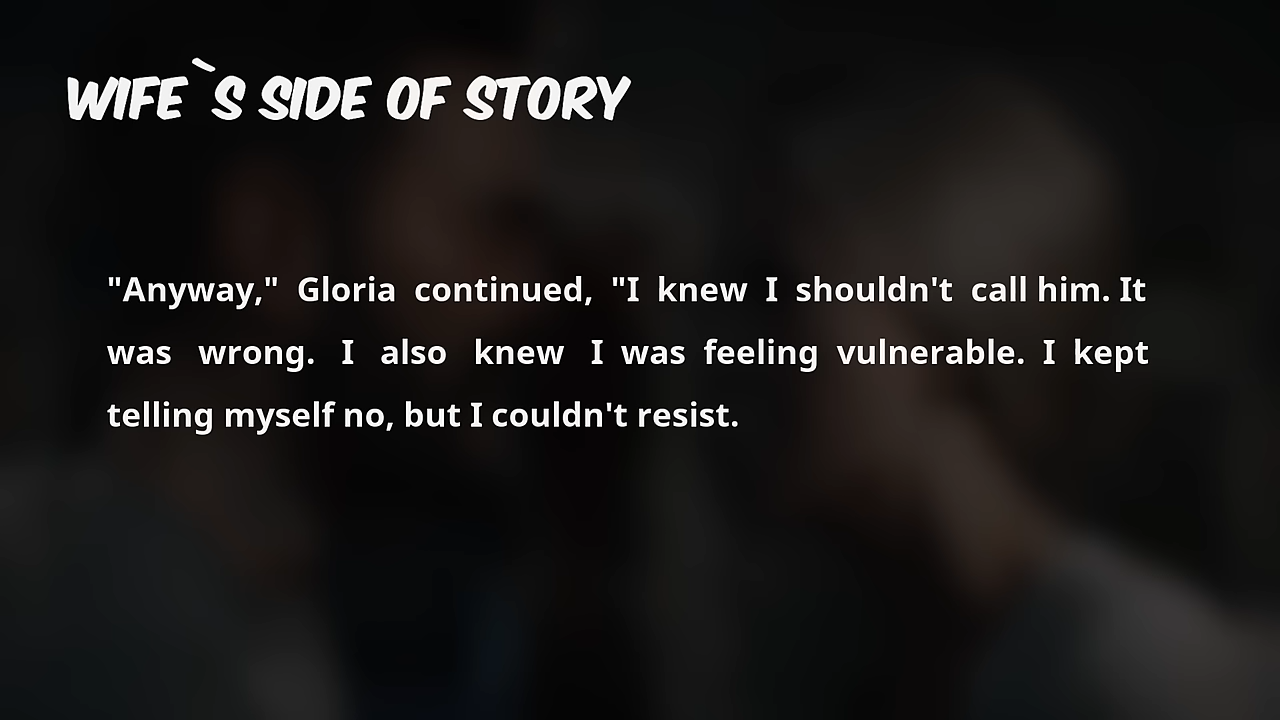 WIFE`S SIDE OF STORY
"Anyway," Gloria continued, "I knew I shouldn't call him. It
was wrong. I also knew I was feeling vulnerable. I kept
telling myself no, but I couldn't resist.